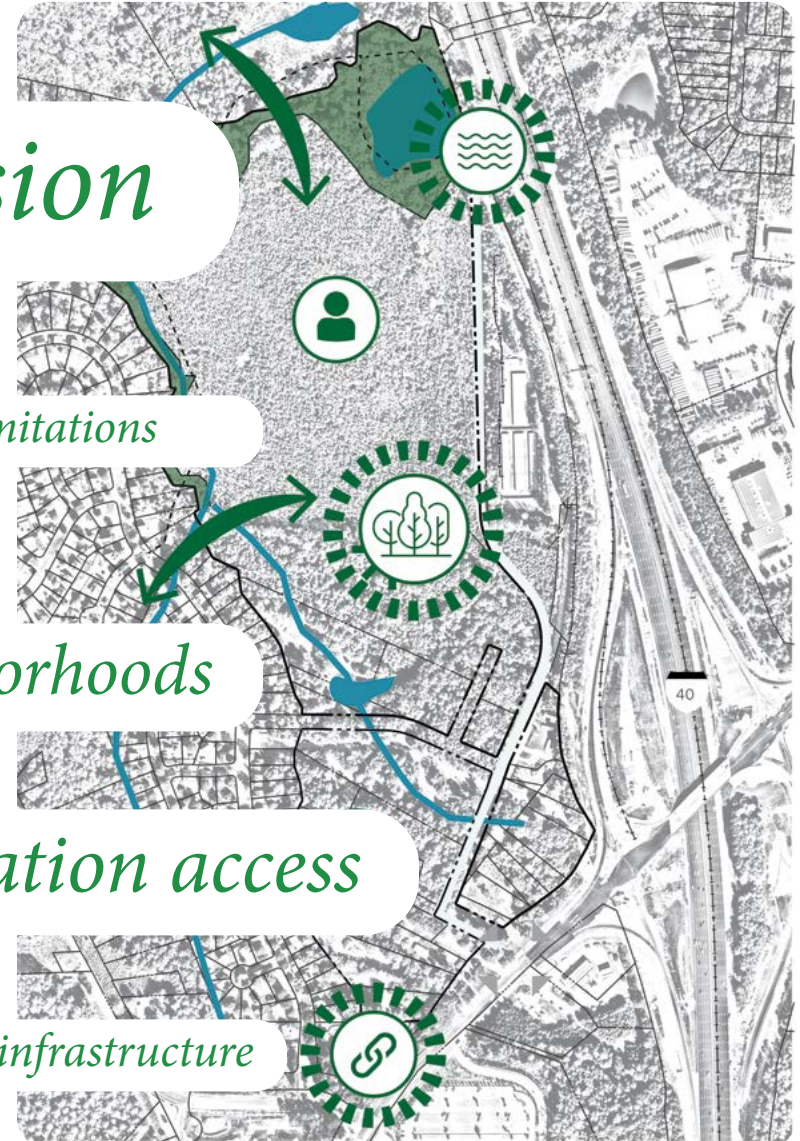 sion
nitations
orhoods
40
ation access
infrastructure